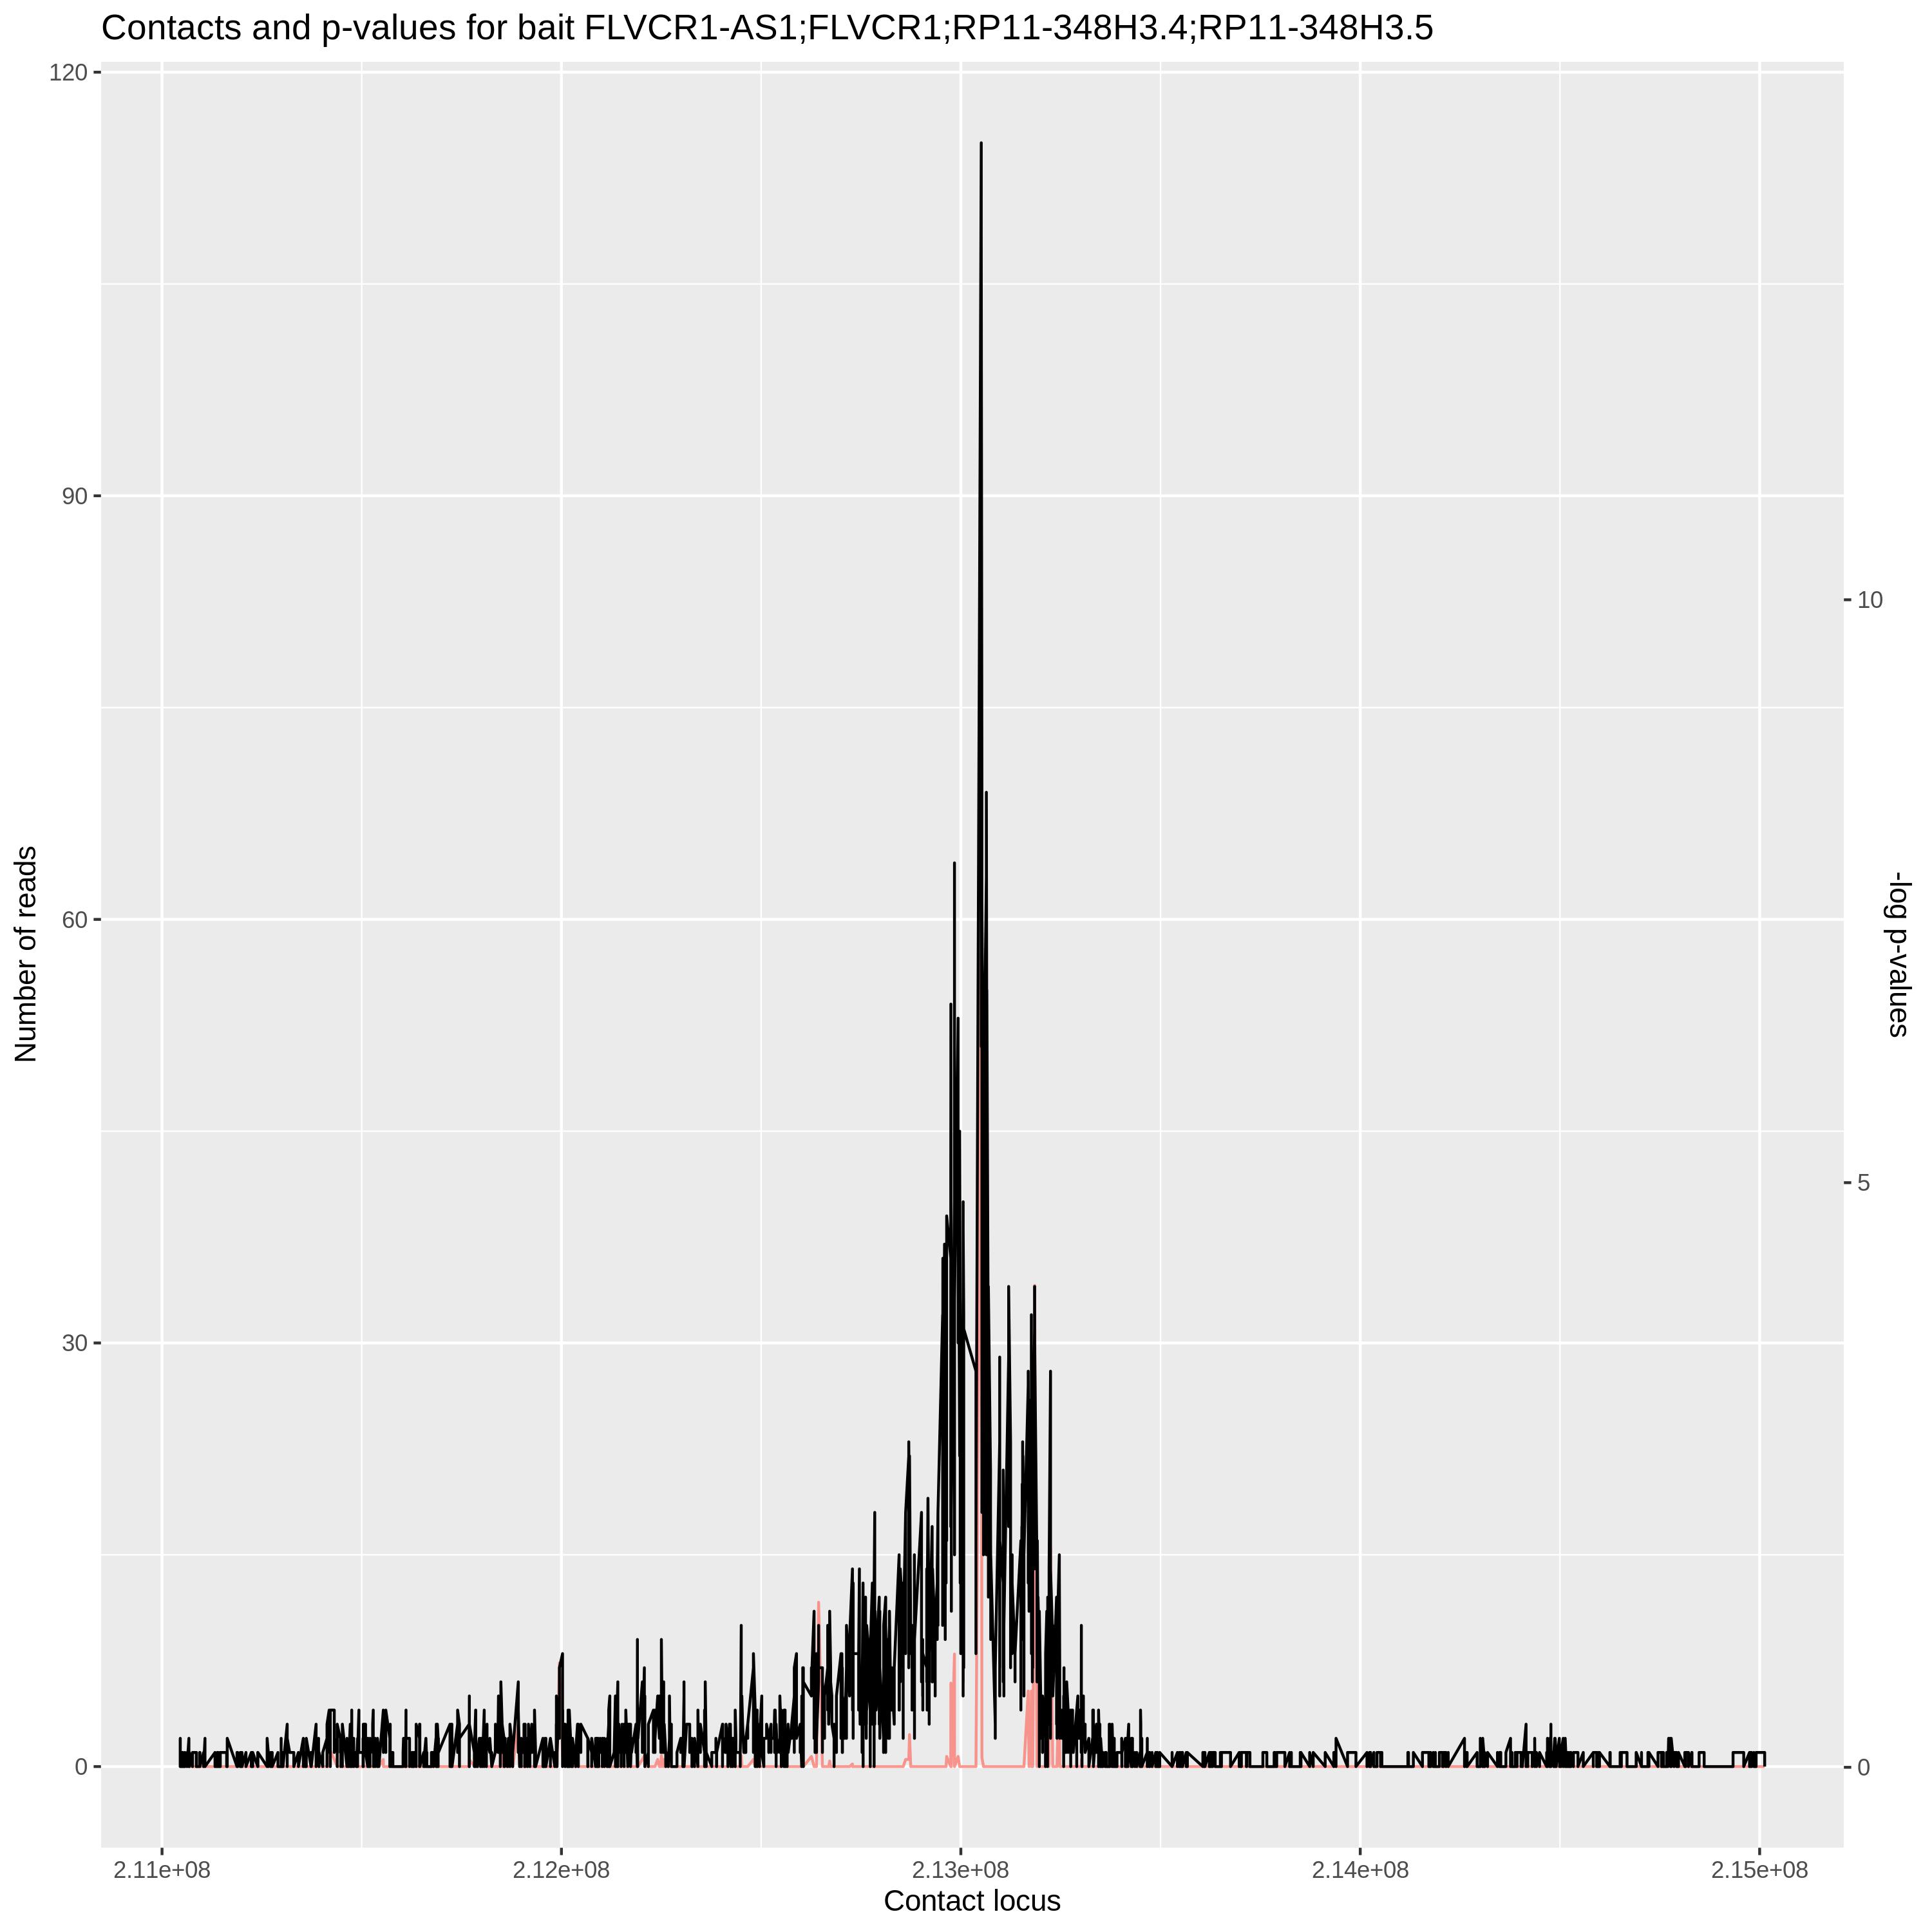 Contacts and p-values for bait FLVCR1-AS1;FLVCR1;RP11-348H3.4;RP11-348H3.5
120
90
60
30
0
Number of reads
10
5
0
-log p-values
2.11e+08
2.12e+08
2.13e+08
2.14e+08
2.15e+08
Contact locus